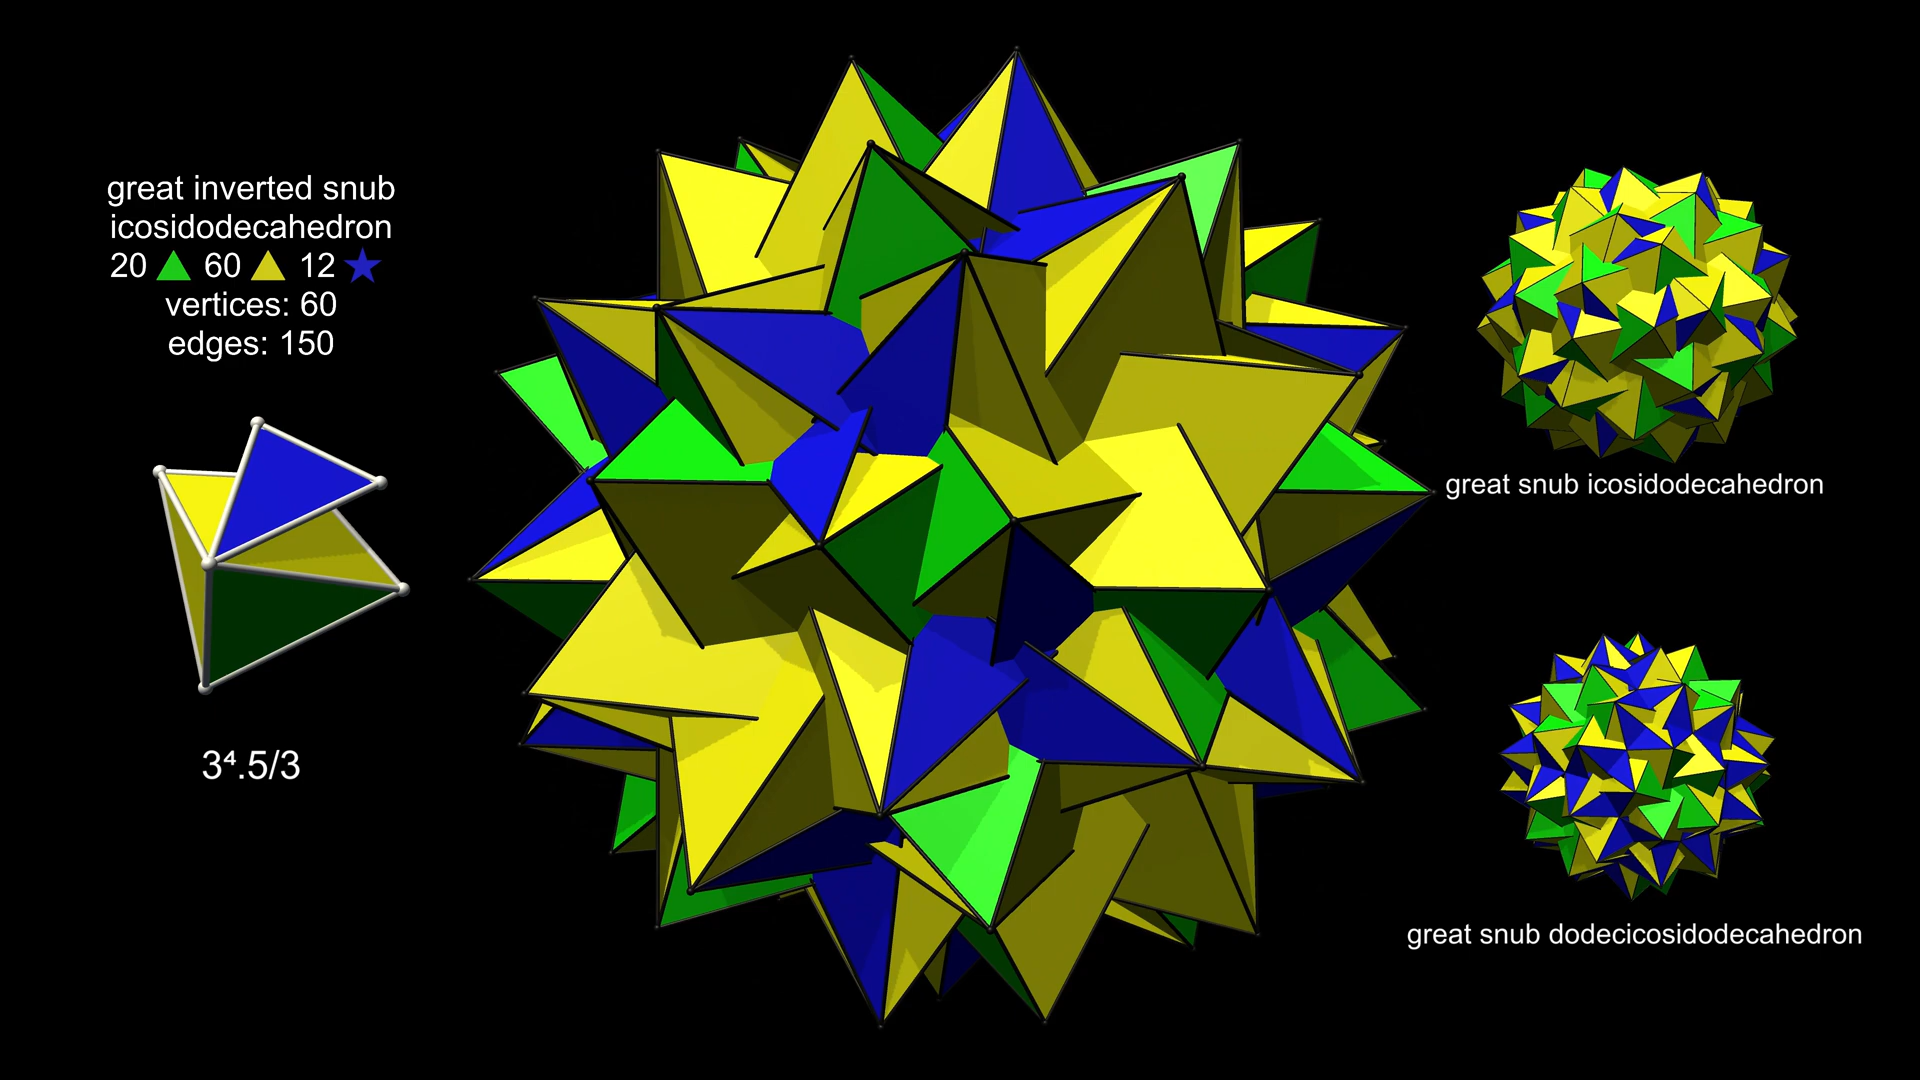 great inverted snub
icosidodecahedron
20 60 12
vertices: 60
edges: 150
3⁴.5/3
great snub icosidodecahedron
great snub dodecicosidodecahedron